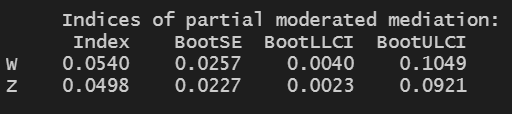 Indices of partial moderated mediation:
Index BootSE BootLLCI BootULCI
W 0.0540 0.0257 0.0040 0.1049
Z 0.0498 0.0227 0.0023 0.0921